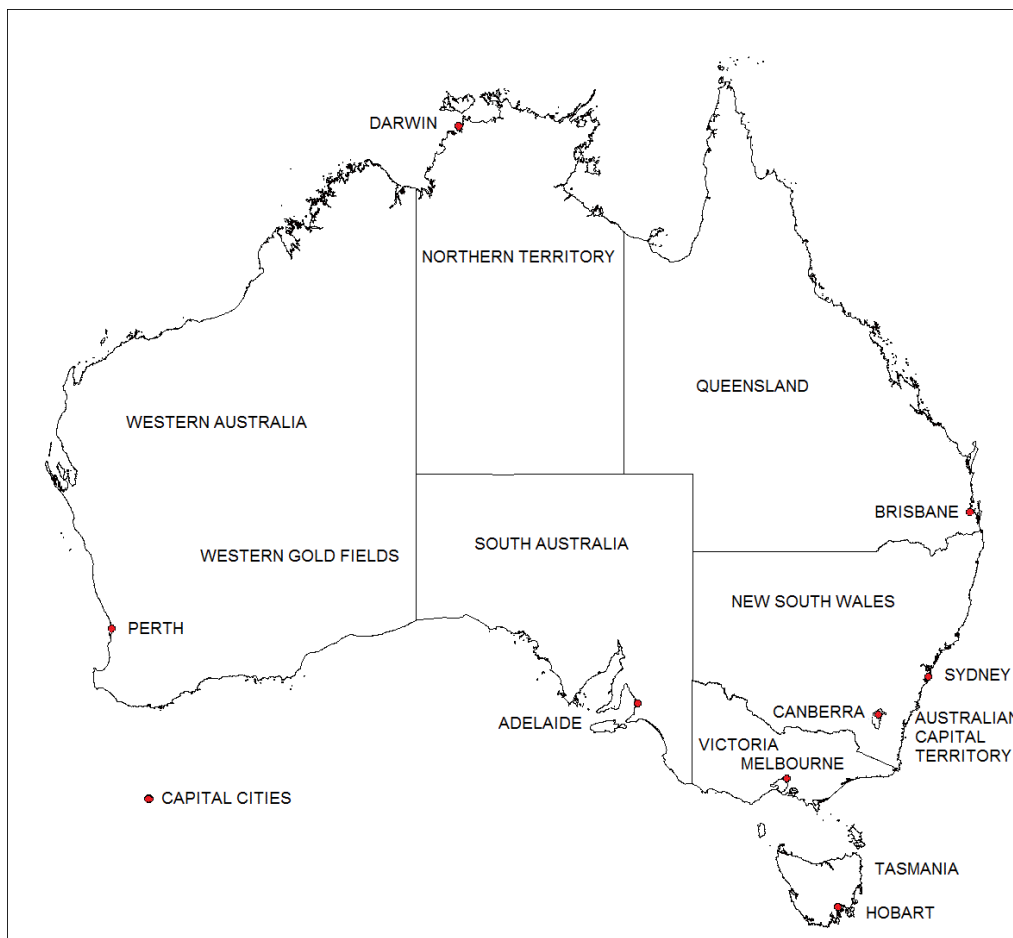 DARWIN
NORTHERN TERRITORY
QUEENSLAND
WESTERN AUSTRALIA
BRISBANE
SOUTH AUSTRALIA
WESTERN GOLD FIELDS
NEW SOUTH WALES
PERTH
SYDNEY
CANBERRA
ADELAIDE
AUSTRALIAN
CAPITAL
TERRITORY
VICTORIA
MELBOURNE
CAPITAL CITIES
TASMANIA
HOBART